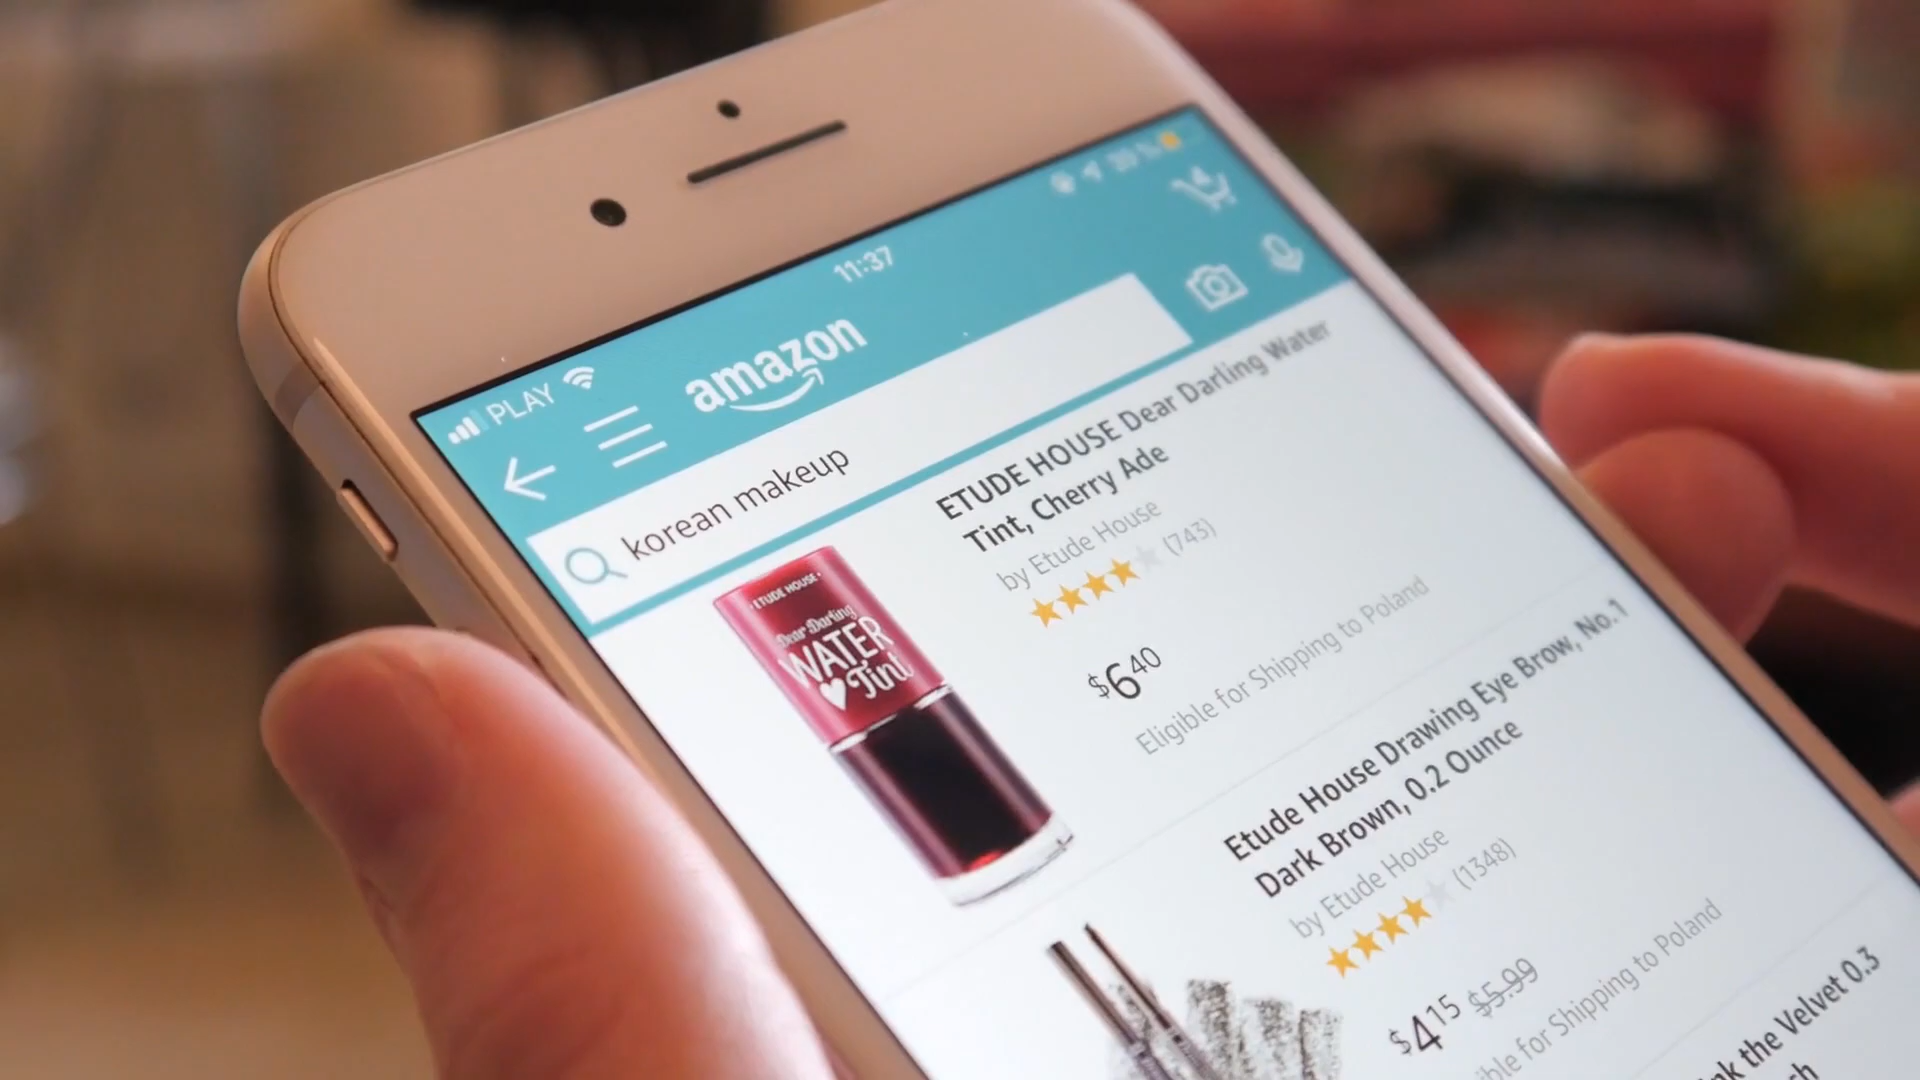 PLAY
11:37
amazon
korean makeup
ETUDE HOUSE Dear Darling Water
Tint, Cherry Ade
by Etude House
(743)
$6 40
Eligible for Shipping to Poland
ETUDE HOUSE
Dear Darling
WATER
Tint
Etude House Drawing Eye Brow, No.1
Dark Brown, 0.2 Ounce
by Etude House
(1348)
$4 15 $5.99
for Shipping to Poland
the Velvet 0.3